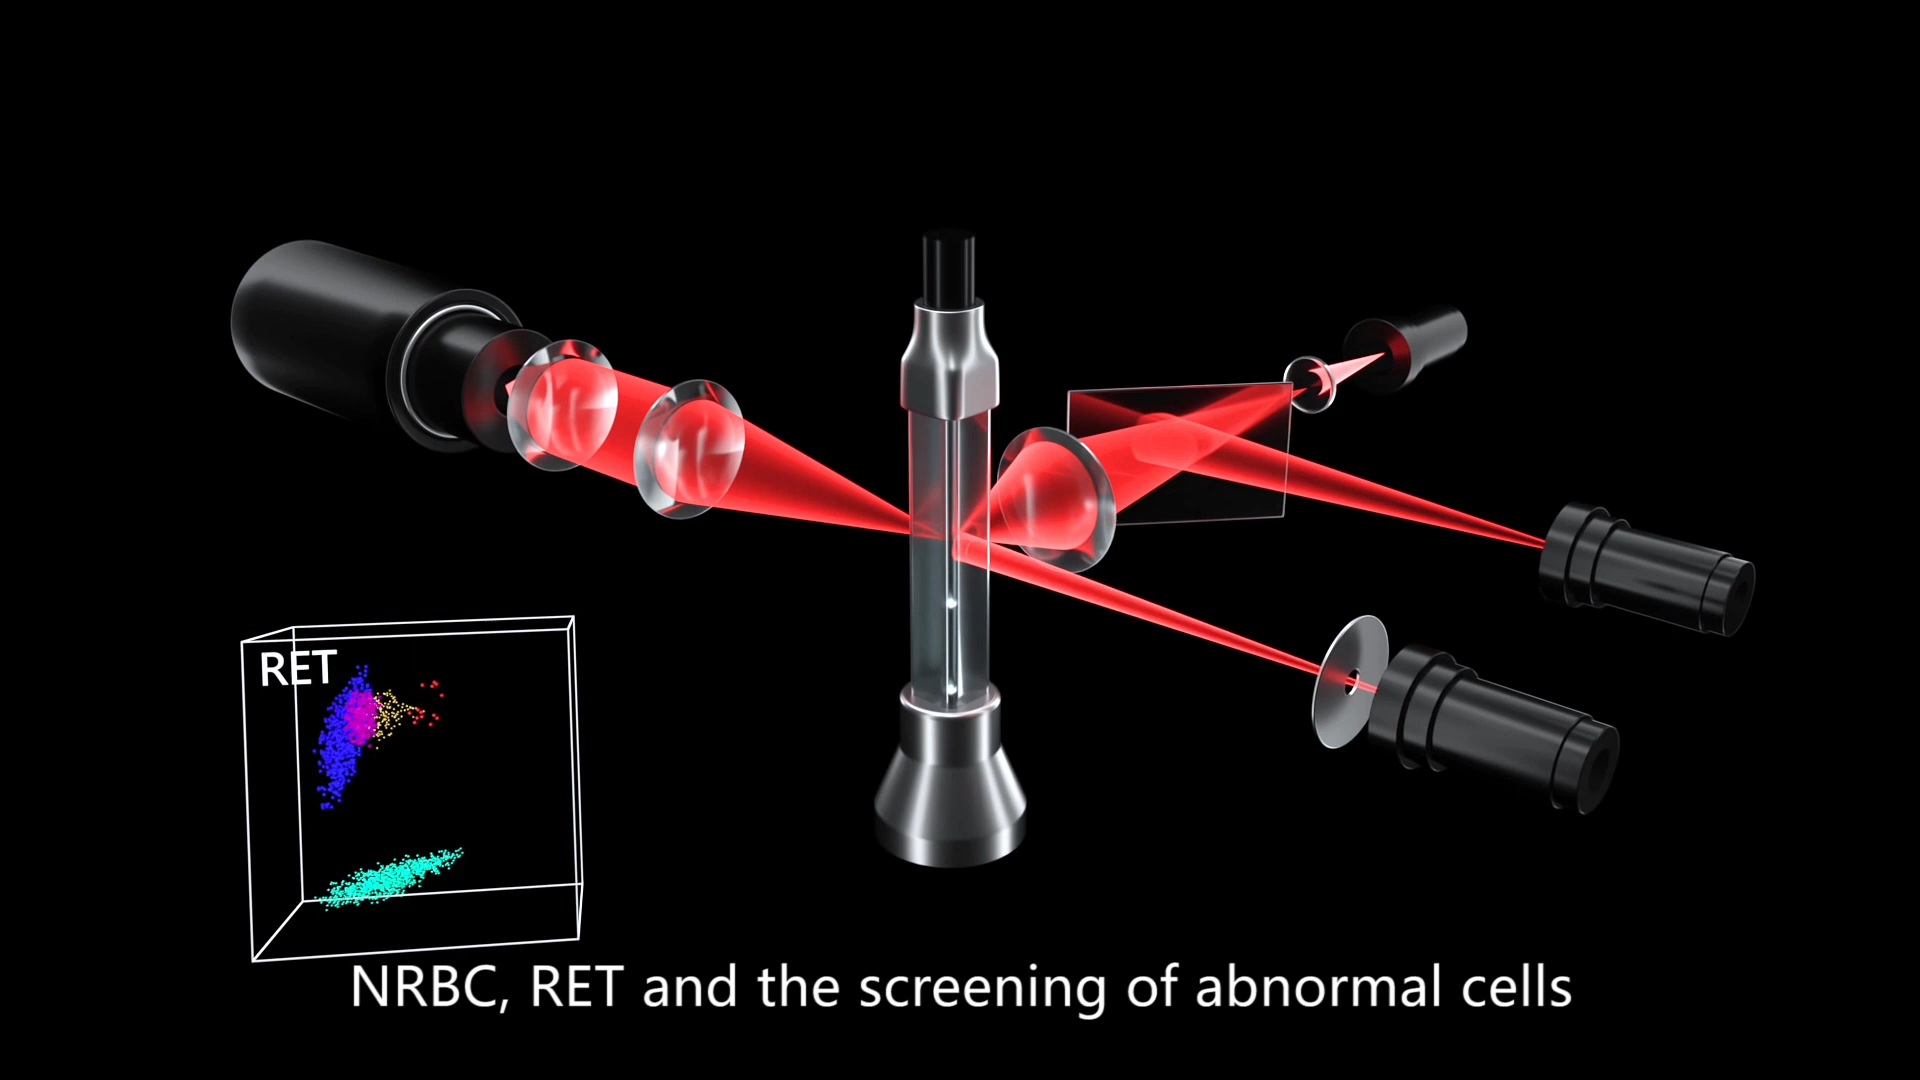 RET
NRBC, RET and the screening of abnormal cells